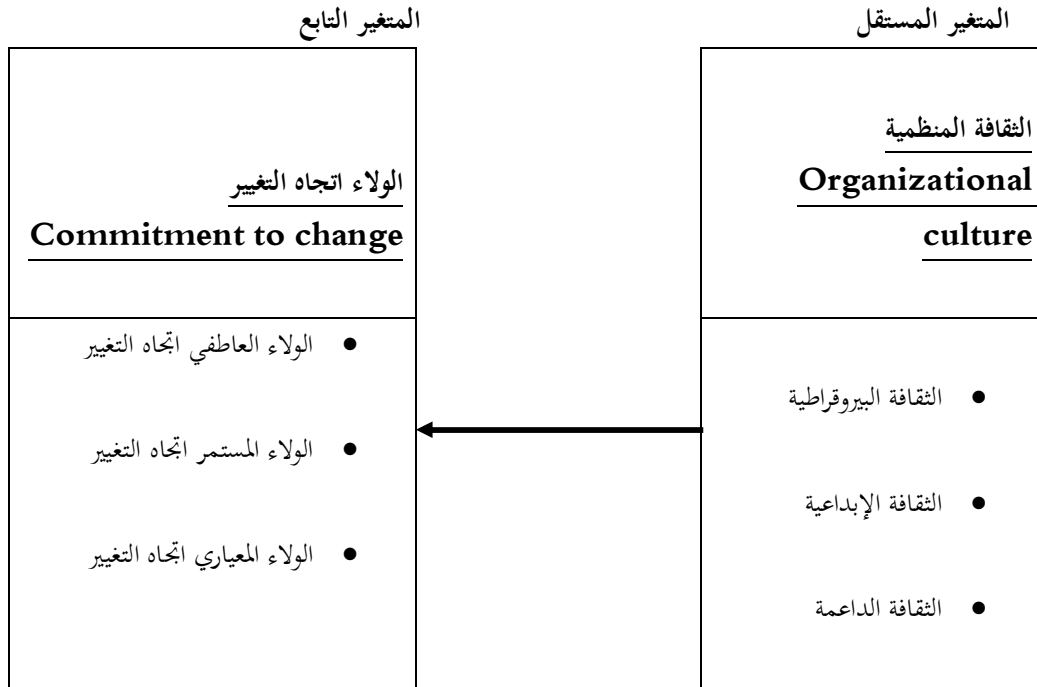 المتغير المستقل
الثقافة المنظمية
Organizational
culture
● الثقافة البيروقراطية
● الثقافة الإبداعية
● الثقافة الداعمة
المتغير التابع
الولاء اتجاه التغيير
Commitment to change
● الولاء العاطفي اتجاه التغيير
● الولاء المستمر اتجاه التغيير
● الولاء المعياري اتجاه التغيير